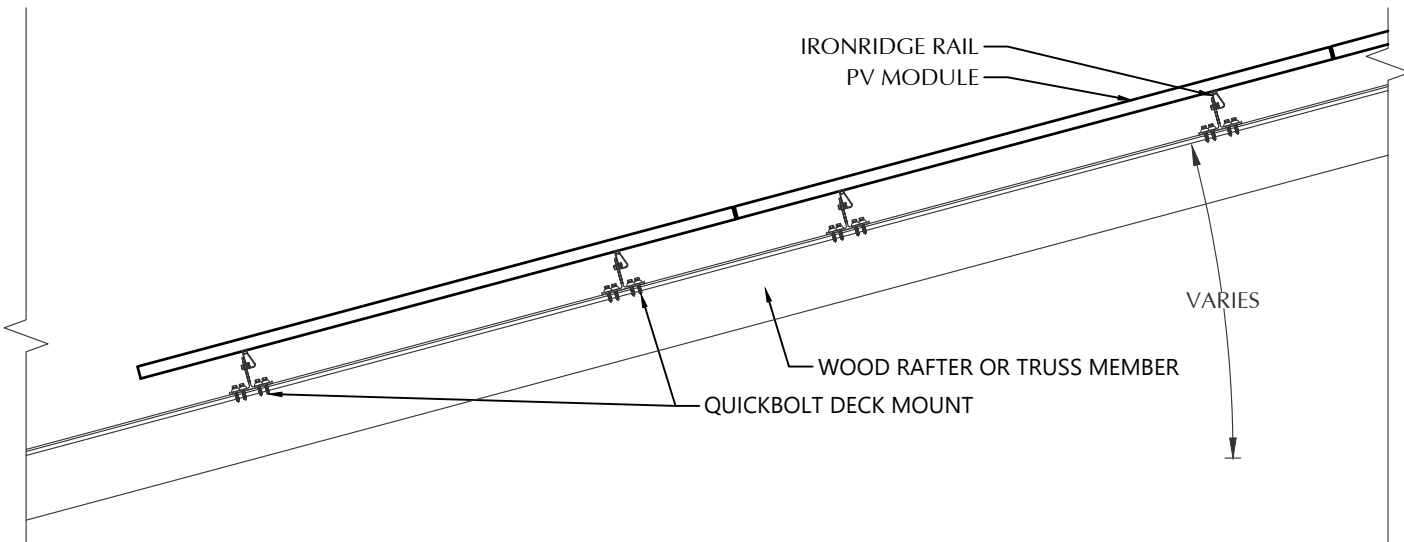 IRONRIDGE RAIL
PV MODULE
VARIES
WOOD RAFTER OR TRUSS MEMBER
QUICKBOLT DECK MOUNT